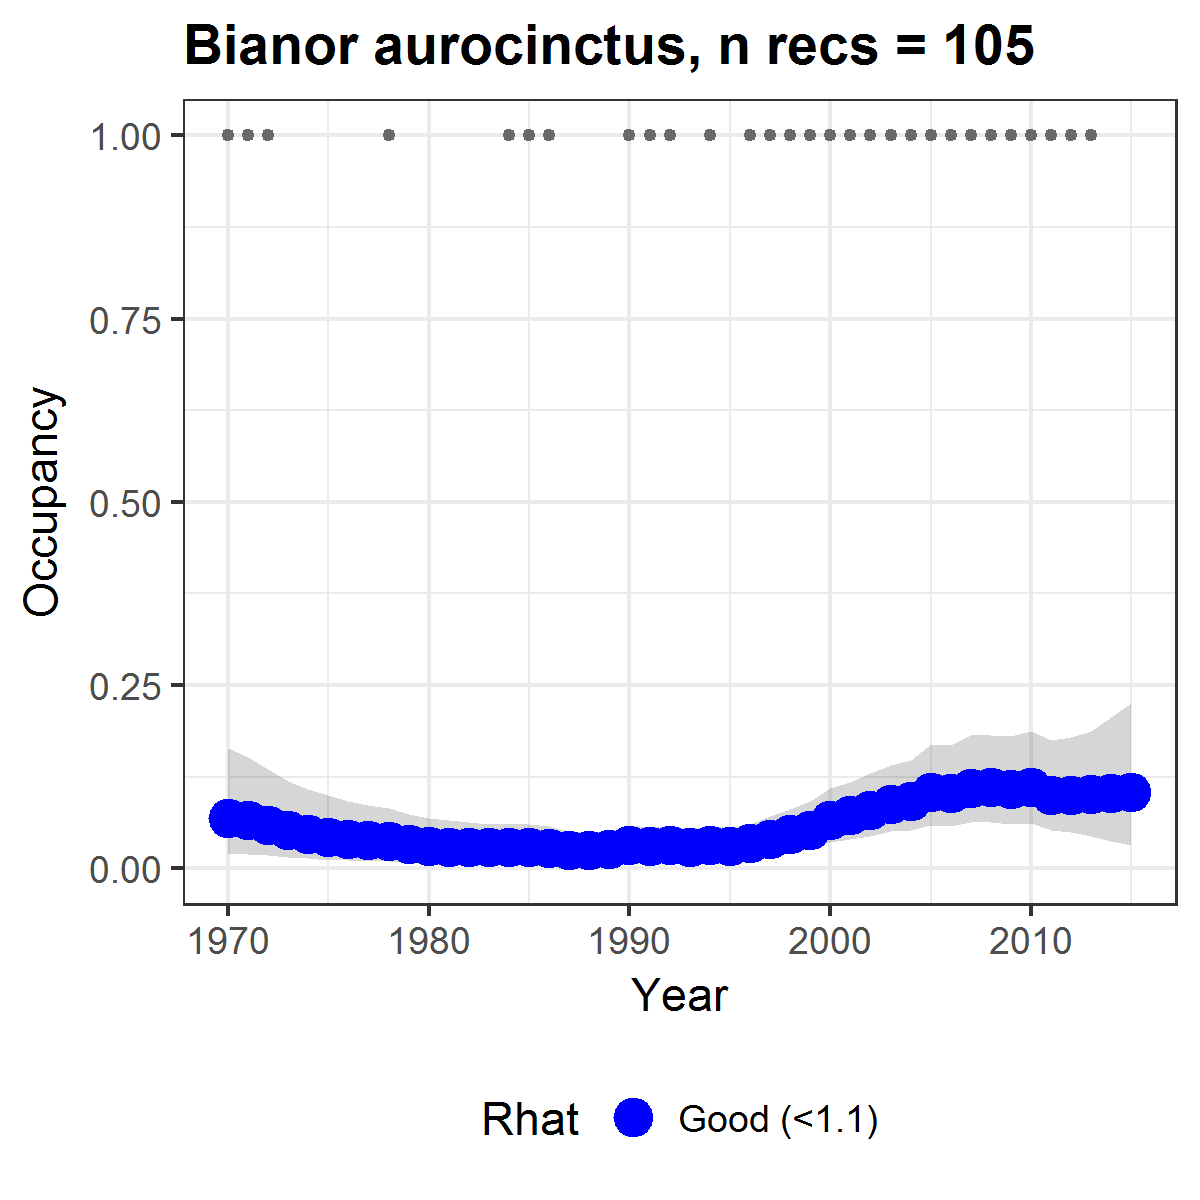 Bianor aurocinctus, n recs = 105
1.00
0.75
0.50
0.25
0.00
Occupancy
1970 1980 1990 2000 2010
Year
Rhat Good (<1.1)